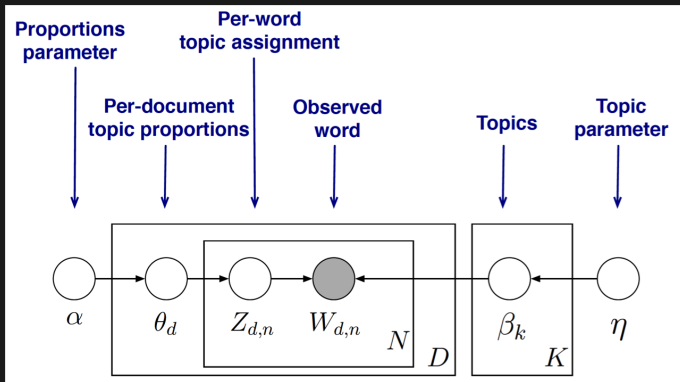 Proportions
parameter
Per-word
topic assignment
Per-document
topic proportions
Observed
word
Topics
Topic
parameter
α
θd
Zd,n
Wd,n
N
D
βk
K
η